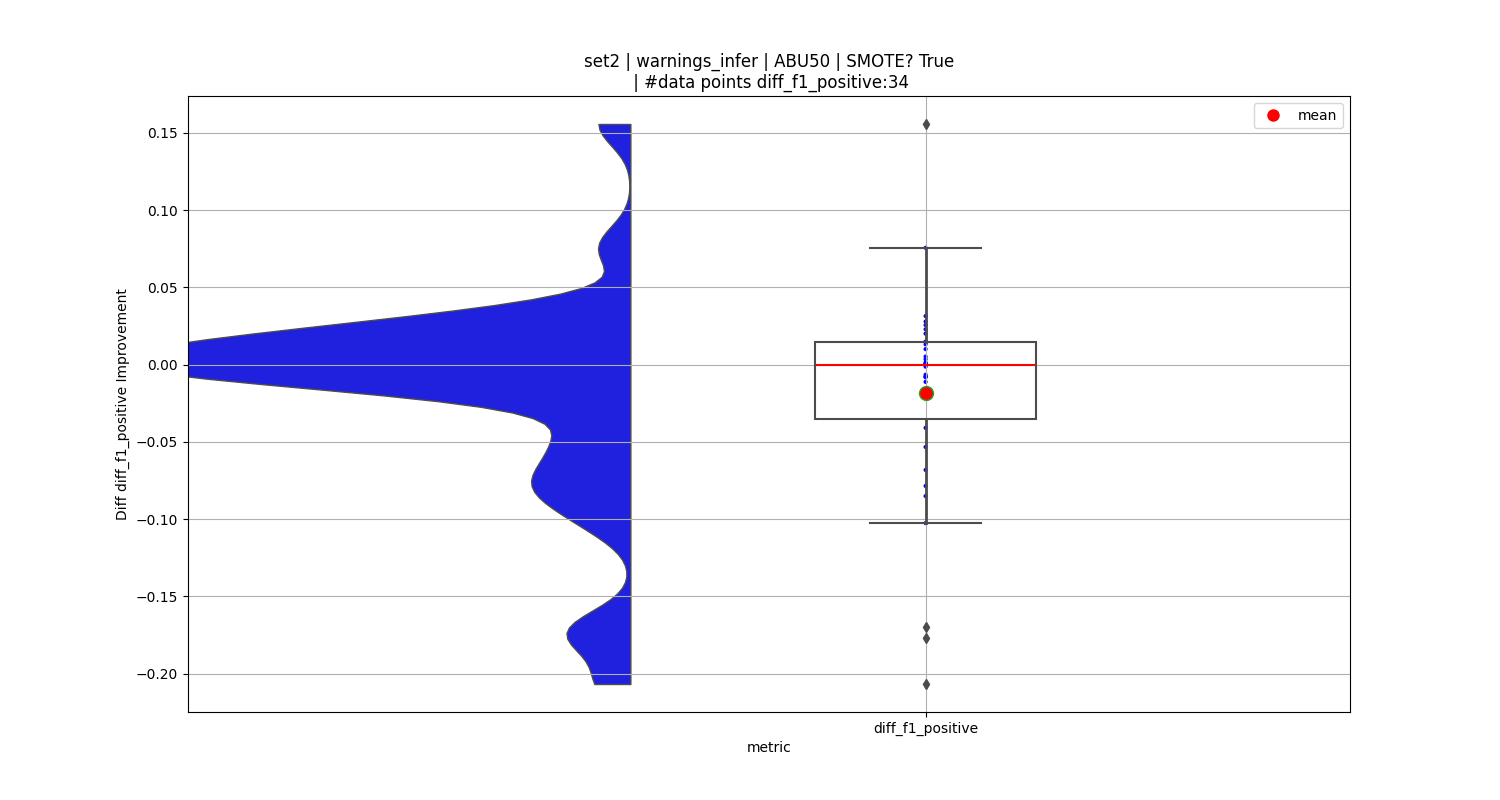 set2 | warnings_infer | ABU50 | SMOTE? True
| #data points diff_f1_positive:34
mean
0.15
0.10
0.05
0.00
−0.05
−0.10
−0.15
−0.20
Diff diff_f1_positive Improvement
diff_f1_positive
metric